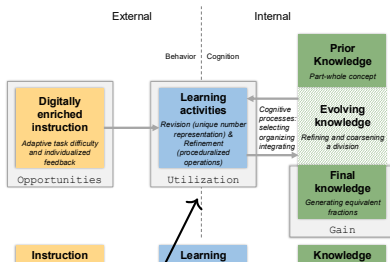 External
Internal
Behavior
Cognition
Prior
Knowledge
Part-whole concept
Digitally
enriched
instruction
Adaptive task difficulty
and individualized
feedback
Opportunities
Learning
activities
Revision (unique number
representation) &
Refinement
(proceduralized
operations)
Utilization
Cognitive
processes:
selecting
organizing
integrating
Evolving
knowledge
Refining and coarsening
a division
Final
knowledge
Generating equivalent
fractions
Gain
Instruction
Learning
Knowledge